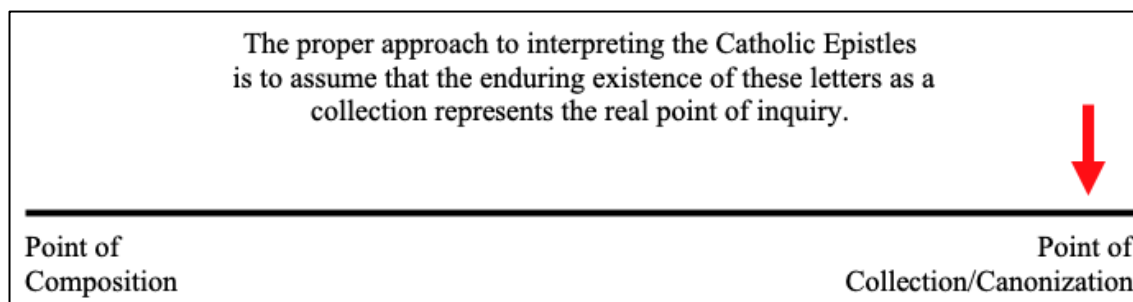 The proper approach to interpreting the Catholic Epistles
is to assume that the enduring existence of these letters as a
collection represents the real point of inquiry.
Point of
Composition
Point of
Collection/Canonization